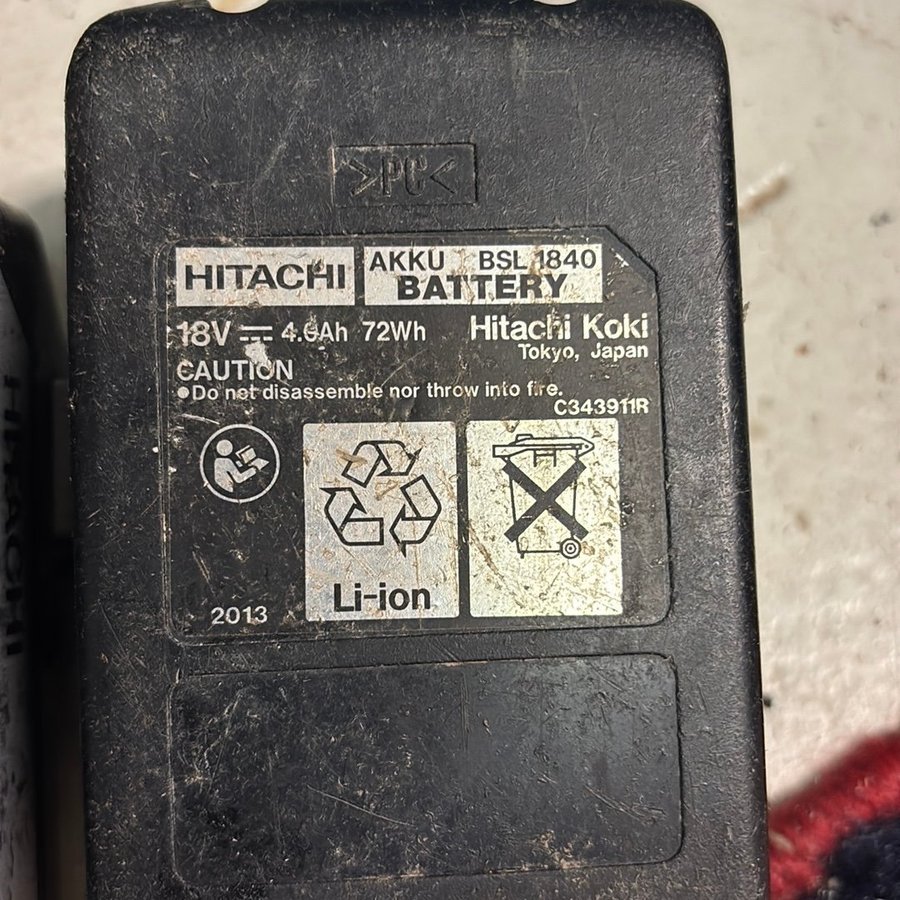 >PC<
HITACHI
AKKU BSL 1840
BATTERY
18V 4.0Ah 72Wh
Hitachi Koki
Tokyo, Japan
CAUTION
●Do not disassemble nor throw into fire.
C343911R
Li-ion
2013
HITACHI